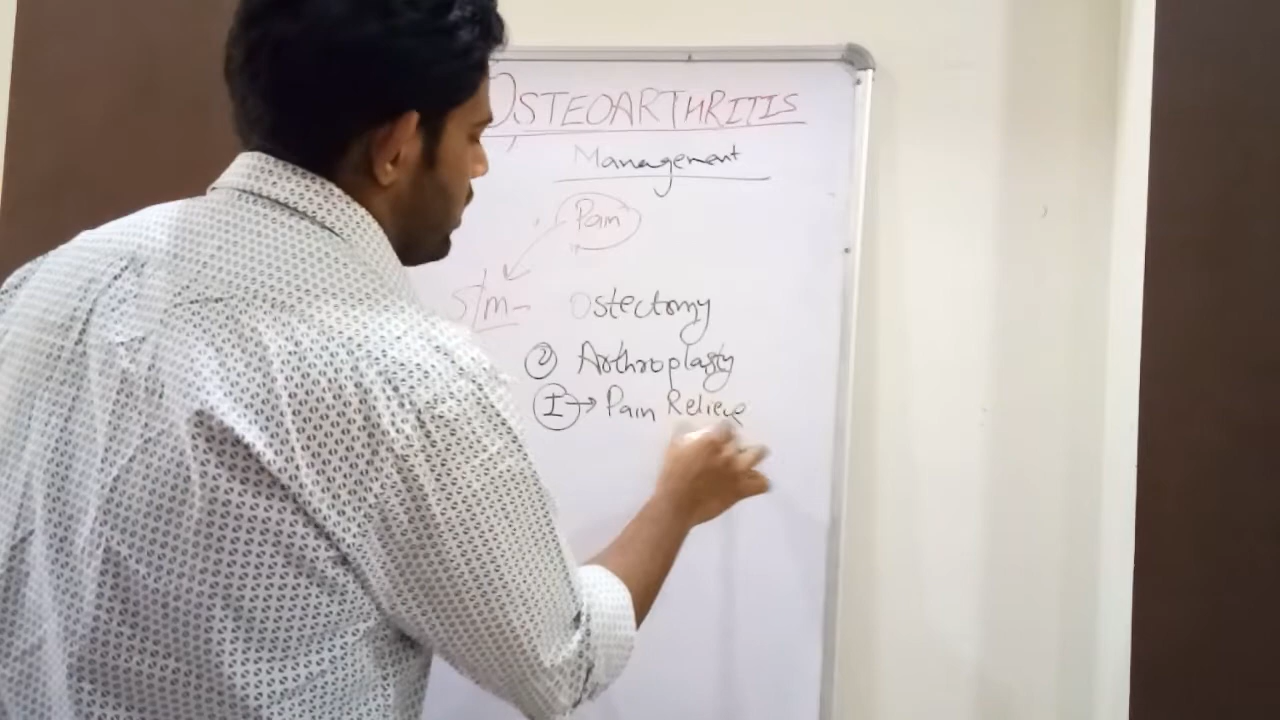 OSTEOARTHRITIS
Management
Pain
S/m- Ostectomy
② Arthroplasty
I → Pain Relieve